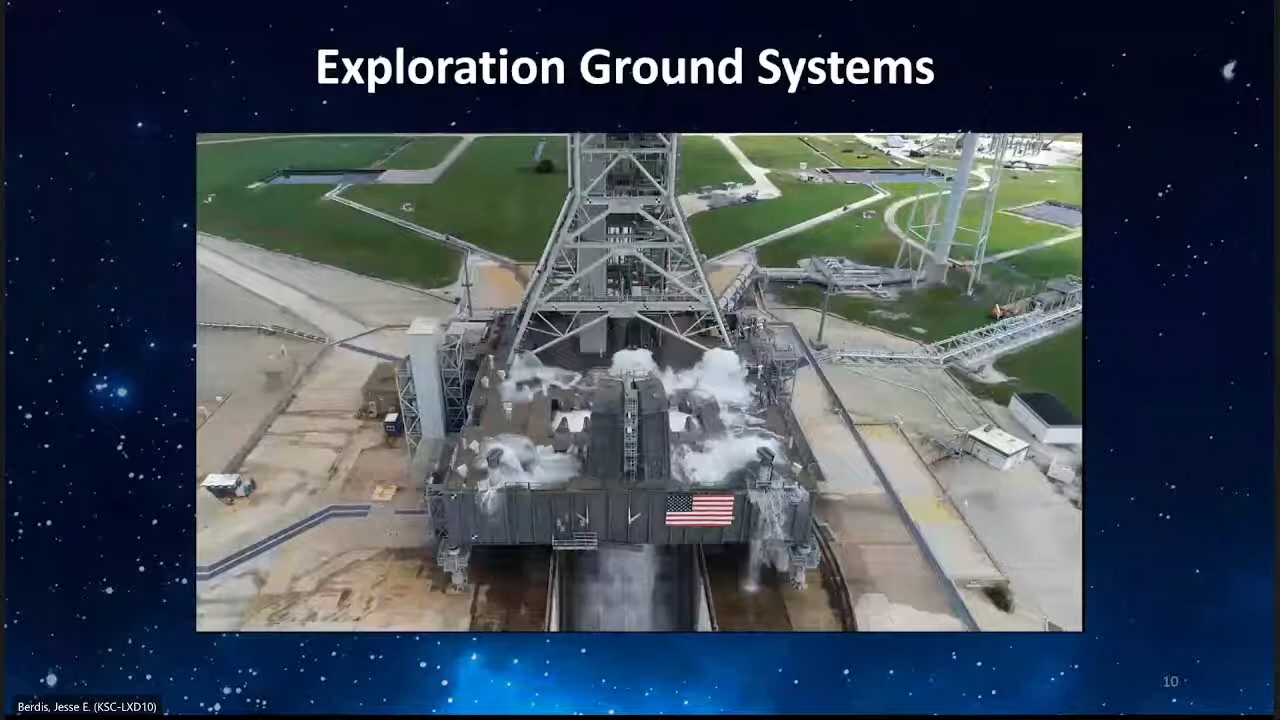 Exploration Ground Systems
10
Berdis, Jesse E. (KSC-LXD10)